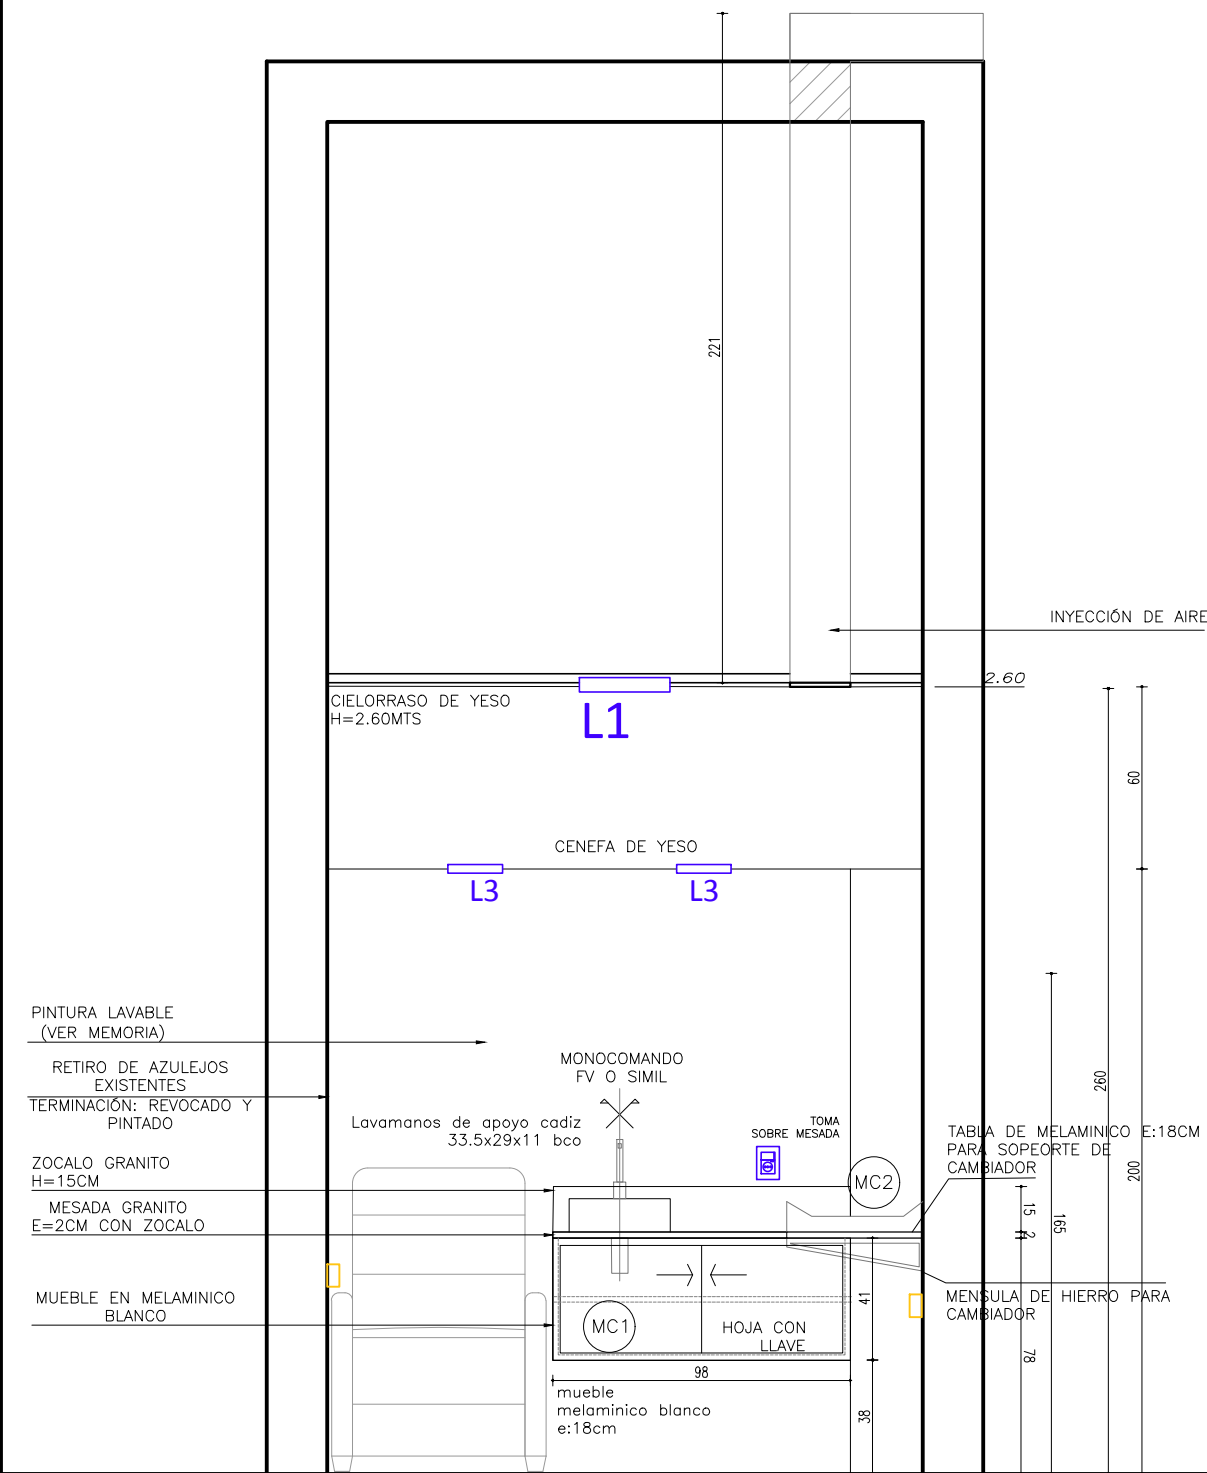 221
INYECCIÓN DE AIRE
2.60
CIELORRASO DE YESO
H=2.60MTS
L1
60
CENEFA DE YESO
L3
L3
PINTURA LAVABLE
(VER MEMORIA)
RETIRO DE AZULEJOS
EXISTENTES
TERMINACIÓN: REVOCADO Y
PINTADO
MONOCOMANDO
FV O SIMIL
260
Lavamanos de apoyo cadiz
33.5x29x11 bco
TOMA
SOBRE MESADA
TABLA DE MELAMINICO E:18CM
PARA SOPEORTE DE
CAMBIADOR
200
ZOCALO GRANITO
H=15CM
MC2
MESADA GRANITO
E=2CM CON ZOCALO
15
165
2
MUEBLE EN MELAMINICO
BLANCO
MENSULA DE HIERRO PARA
CAMBIADOR
41
MC1
HOJA CON
LLAVE
78
98
mueble
melaminico blanco
e:18cm
38